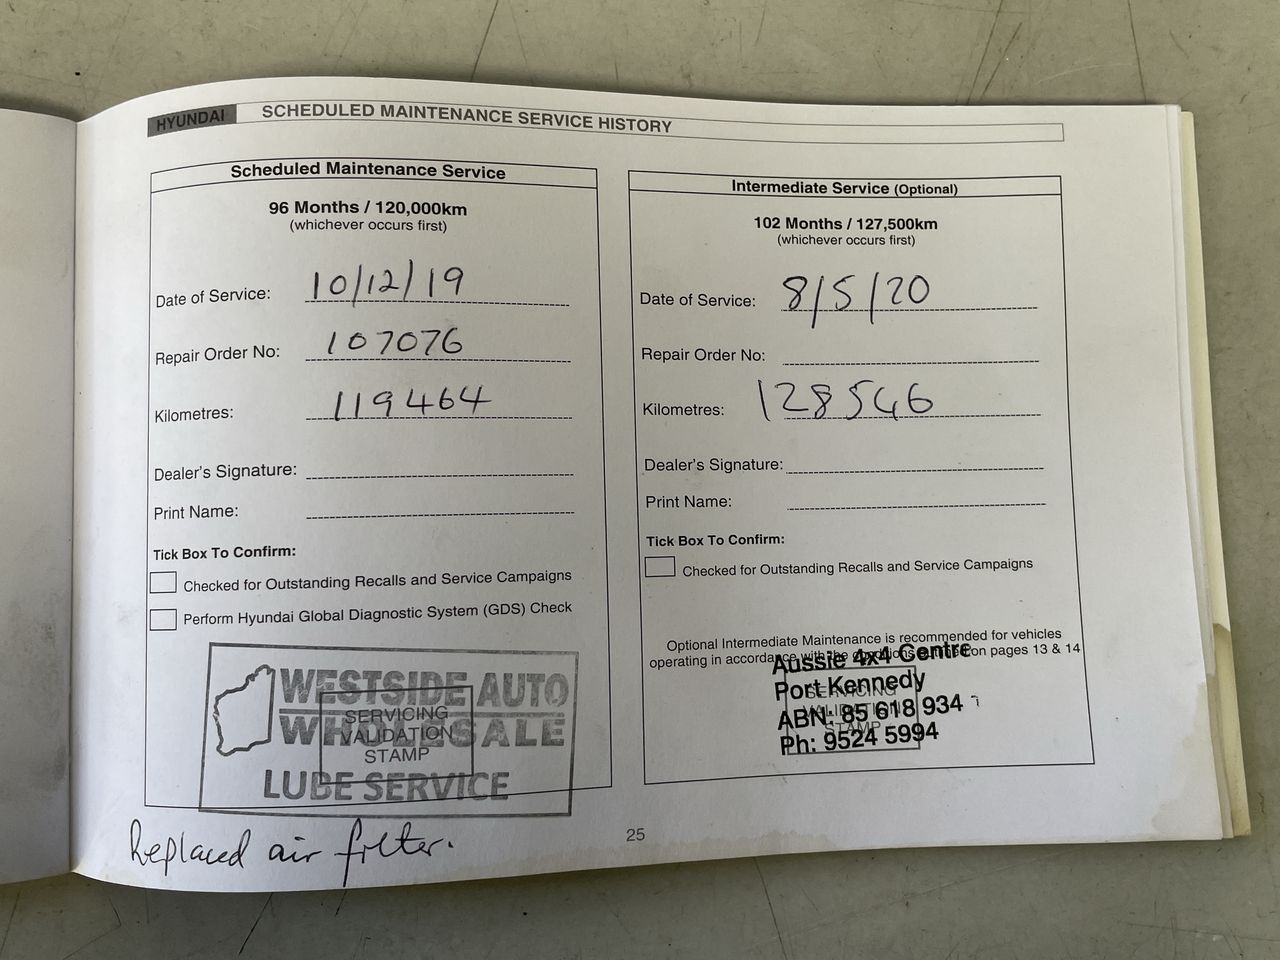 HYUNDAI SCHEDULED MAINTENANCE SERVICE HISTORY
Scheduled Maintenance Service
96 Months / 120,000km
(whichever occurs first)
Date of Service: 10/12/19
Repair Order No: 107076
Kilometres: 119464
Dealer's Signature:
Print Name:
Tick Box To Confirm:
Checked for Outstanding Recalls and Service Campaigns
Perform Hyundai Global Diagnostic System (GDS) Check
WESTSIDE AUTO
WHOLESALE
LUBE SERVICE
SERVICING
VALIDATION
STAMP
Replaced air filter.
Intermediate Service (Optional)
102 Months / 127,500km
(whichever occurs first)
Date of Service: 8/5/20
Repair Order No:
Kilometres: 128546
Dealer's Signature:
Print Name:
Tick Box To Confirm:
Checked for Outstanding Recalls and Service Campaigns
Optional Intermediate Maintenance is recommended for vehicles
operating in accordance with the conditions on pages 13 & 14
Aussie 4x4 Centre
Port Kennedy
ABN: 85 618 934
Ph: 9524 5994
SERVICING
VALIDATION
STAMP
25